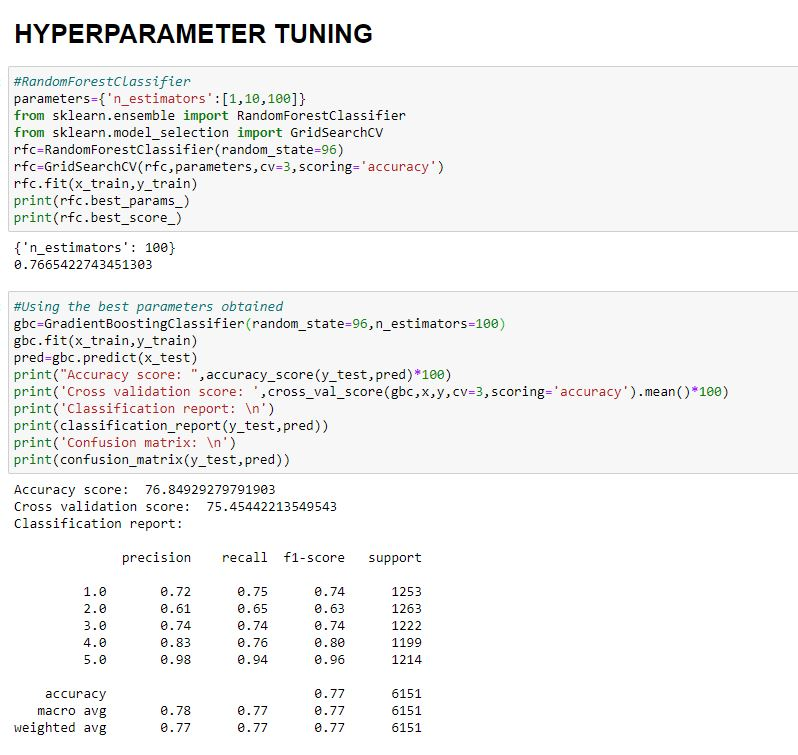 HYPERPARAMETER TUNING
#RandomForestClassifier
parameters={'n_estimators':[1,10,100]}
from sklearn.ensemble import RandomForestClassifier
from sklearn.model_selection import GridSearchCV
rfc=RandomForestClassifier(random_state=96)
rfc=GridSearchCV(rfc,parameters,cv=3,scoring='accuracy')
rfc.fit(x_train,y_train)
print(rfc.best_params_)
print(rfc.best_score_)
{'n_estimators': 100}
0.7665422743451303
#Using the best parameters obtained
gbc=GradientBoostingClassifier(random_state=96,n_estimators=100)
gbc.fit(x_train,y_train)
pred=gbc.predict(x_test)
print("Accuracy score: ",accuracy_score(y_test,pred)*100)
print('Cross validation score: ',cross_val_score(gbc,x,y,cv=3,scoring='accuracy').mean()*100)
print('Classification report: \n')
print(classification_report(y_test,pred))
print('Confusion matrix: \n')
print(confusion_matrix(y_test,pred))
Accuracy score:  76.84929279791903
Cross validation score:  75.45442213549543
Classification report:
precision    recall  f1-score   support
1.0       0.72      0.75      0.74      1253
2.0       0.61      0.65      0.63      1263
3.0       0.74      0.74      0.74      1222
4.0       0.83      0.76      0.80      1199
5.0       0.98      0.94      0.96      1214
accuracy                           0.77      6151
macro avg       0.78      0.77      0.77      6151
weighted avg       0.77      0.77      0.77      6151